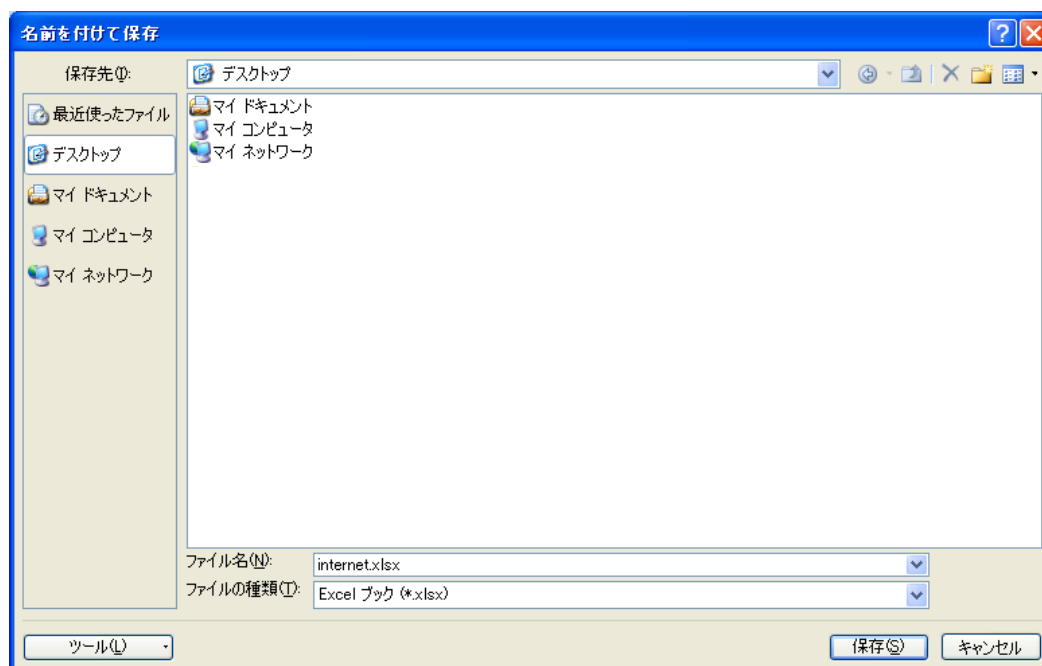 名前を付けて保存
保存先(I):
デスクトップ
最近使ったファイル
デスクトップ
マイ ドキュメント
マイ コンピュータ
マイ ネットワーク
マイ ドキュメント
マイ コンピュータ
マイ ネットワーク
ファイル名(N):
internet.xlsx
ファイルの種類(T):
Excel ブック (*.xlsx)
ツール(L)
保存(S)
キャンセル